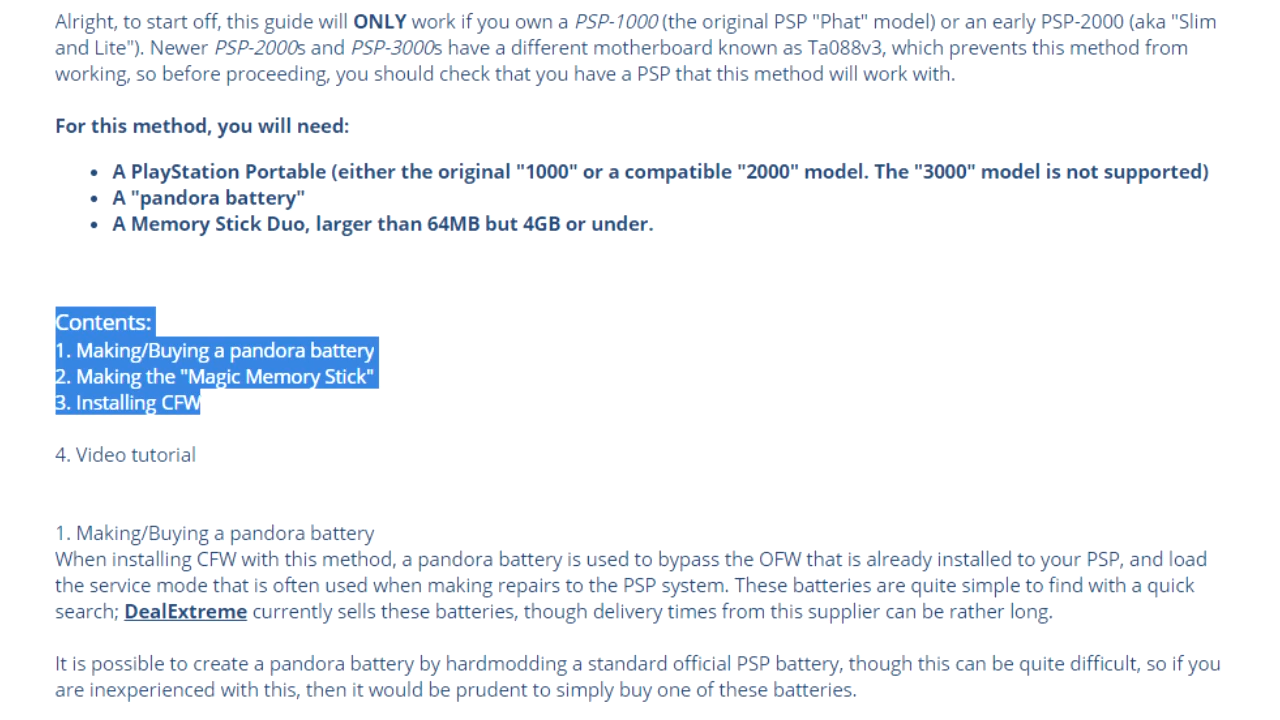 Alright, to start off, this guide will ONLY work if you own a PSP-1000 (the original PSP "Phat" model) or an early PSP-2000 (aka "Slim
and Lite"). Newer PSP-2000s and PSP-3000s have a different motherboard known as Ta088v3, which prevents this method from
working, so before proceeding, you should check that you have a PSP that this method will work with.
For this method, you will need:
• A PlayStation Portable (either the original "1000" or a compatible "2000" model. The "3000" model is not supported)
• A "pandora battery"
• A Memory Stick Duo, larger than 64MB but 4GB or under.
Contents:
1. Making/Buying a pandora battery
2. Making the "Magic Memory Stick"
3. Installing CFW
4. Video tutorial
1. Making/Buying a pandora battery
When installing CFW with this method, a pandora battery is used to bypass the OFW that is already installed to your PSP, and load
the service mode that is often used when making repairs to the PSP system. These batteries are quite simple to find with a quick
search; DealExtreme currently sells these batteries, though delivery times from this supplier can be rather long.
It is possible to create a pandora battery by hardmodding a standard official PSP battery, though this can be quite difficult, so if you
are inexperienced with this, then it would be prudent to simply buy one of these batteries.